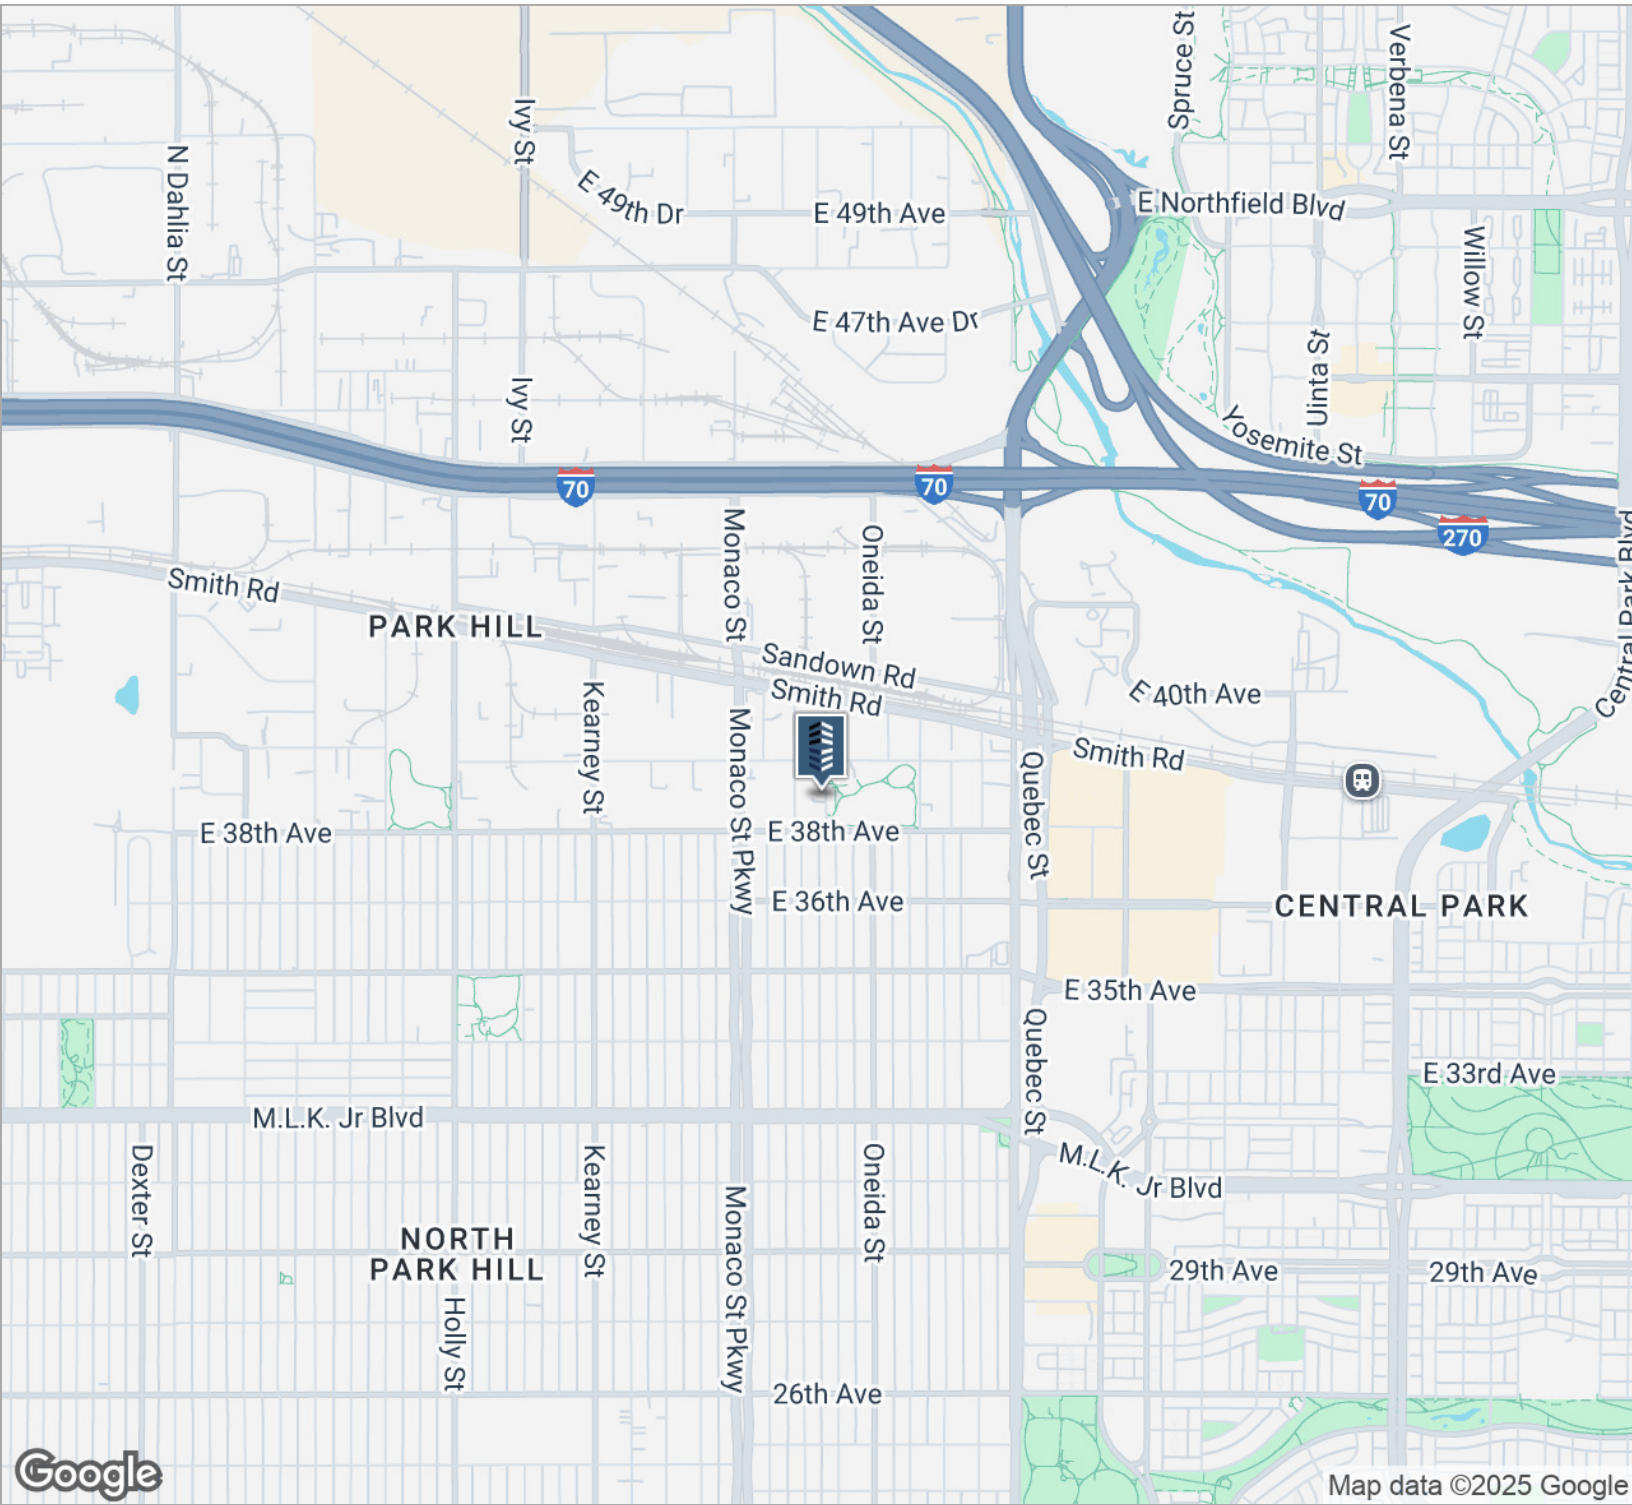 Spruce St
Verbena St
Ivy St
N Dahlia St
E 49th Dr
E 49th Ave
E Northfield Blvd
Willow St
E 47th Ave Dr
Uinta St
Ivy St
Yosemite St
70
70
70
270
Monaco St
Oneida St
Central Park Blvd
Smith Rd
PARK HILL
Sandown Rd
Smith Rd
E 40th Ave
Kearney St
Monaco St Pkwy
Smith Rd
Quebec St
E 38th Ave
E 38th Ave
E 36th Ave
CENTRAL PARK
E 35th Ave
Quebec St
E 33rd Ave
M.L.K. Jr Blvd
M.L.K. Jr Blvd
Dexter St
Kearney St
Oneida St
Monaco St Pkwy
NORTH
PARK HILL
29th Ave
29th Ave
Holly St
26th Ave
Google
Map data ©2025 Google